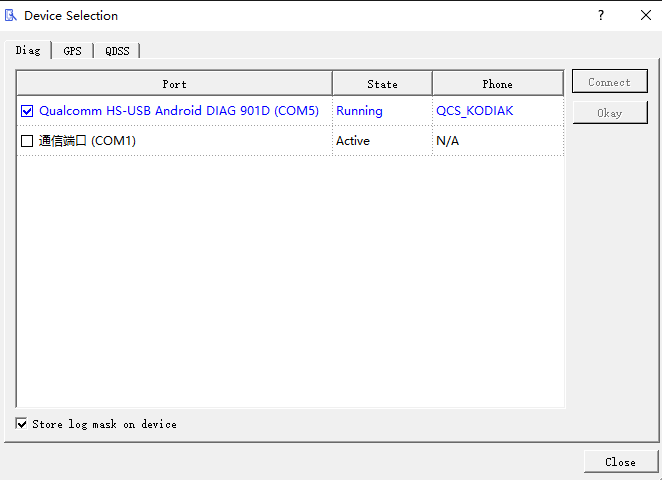 Device Selection
Diag GPS QDSS
Port State Phone
Qualcomm HS-USB Android DIAG 901D (COM5) Running QCS_KODIAK
通信端口 (COM1) Active N/A
Connect
Okay
Store log mask on device
Close